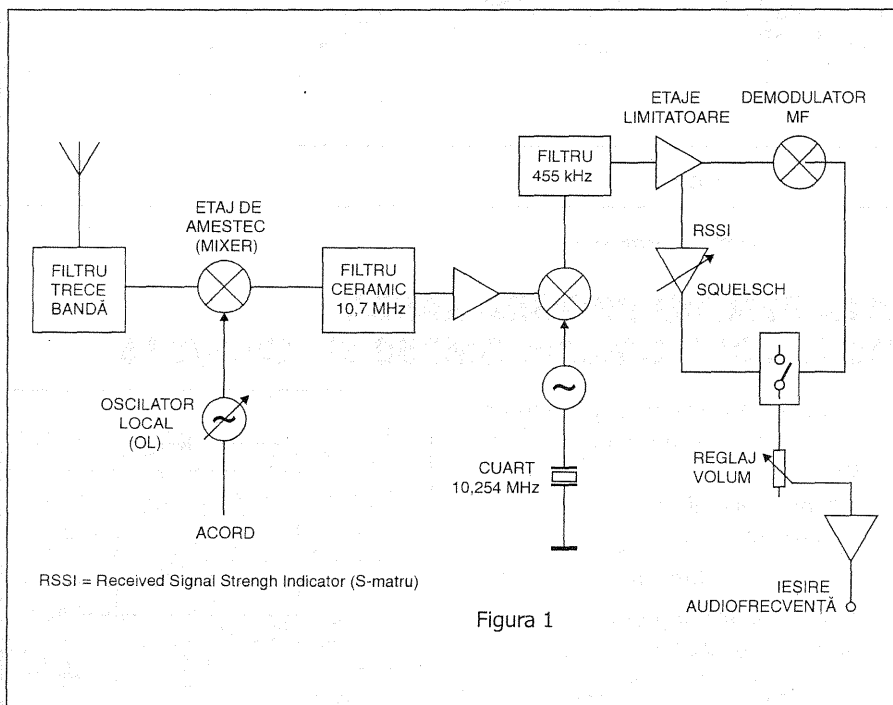 ETAJE
LIMITATOARE
DEMODULATOR
MF
FILTRU
455 kHz
ETAJ DE
AMESTEC
(MIXER)
RSSI
FILTRU
TRECE
BANDĂ
FILTRU
CERAMIC
10,7 MHz
SQUELSCH
OSCILATOR
LOCAL
(OL)
CUART
10,254 MHz
REGLAJ
VOLUM
ACORD
RSSI = Received Signal Strengh Indicator (S-matru)
IEȘIRE
AUDIOFRECVENȚĂ
Figura 1